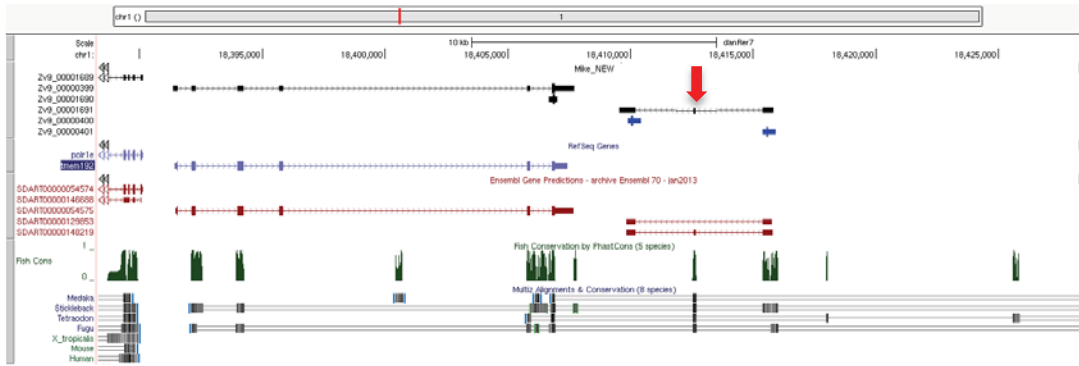 chr1 () 1
Scale 10 kb danRer7
chr1: 18,395,000 18,400,000 18,405,000 18,410,000 18,415,000 18,420,000 18,425,000
Mike_NEW
Zv9_00001689
Zv9_00000399
Zv9_00001690
Zv9_00001691
Zv9_00000400
Zv9_00000401
RefSeq Genes
polr1e
tmem192
Ensembl Gene Predictions - archive Ensembl 70 - jan2013
SDART00000054574
SDART00000146688
SDART00000054575
SDART00000129853
SDART00000148219
Fish Conservation by PhastCons (5 species)
1 _
Fish Cons
0 _
Multiz Alignments & Conservation (8 species)
Medaka
Stickleback
Tetraodon
Fugu
X_tropicalis
Mouse
Human